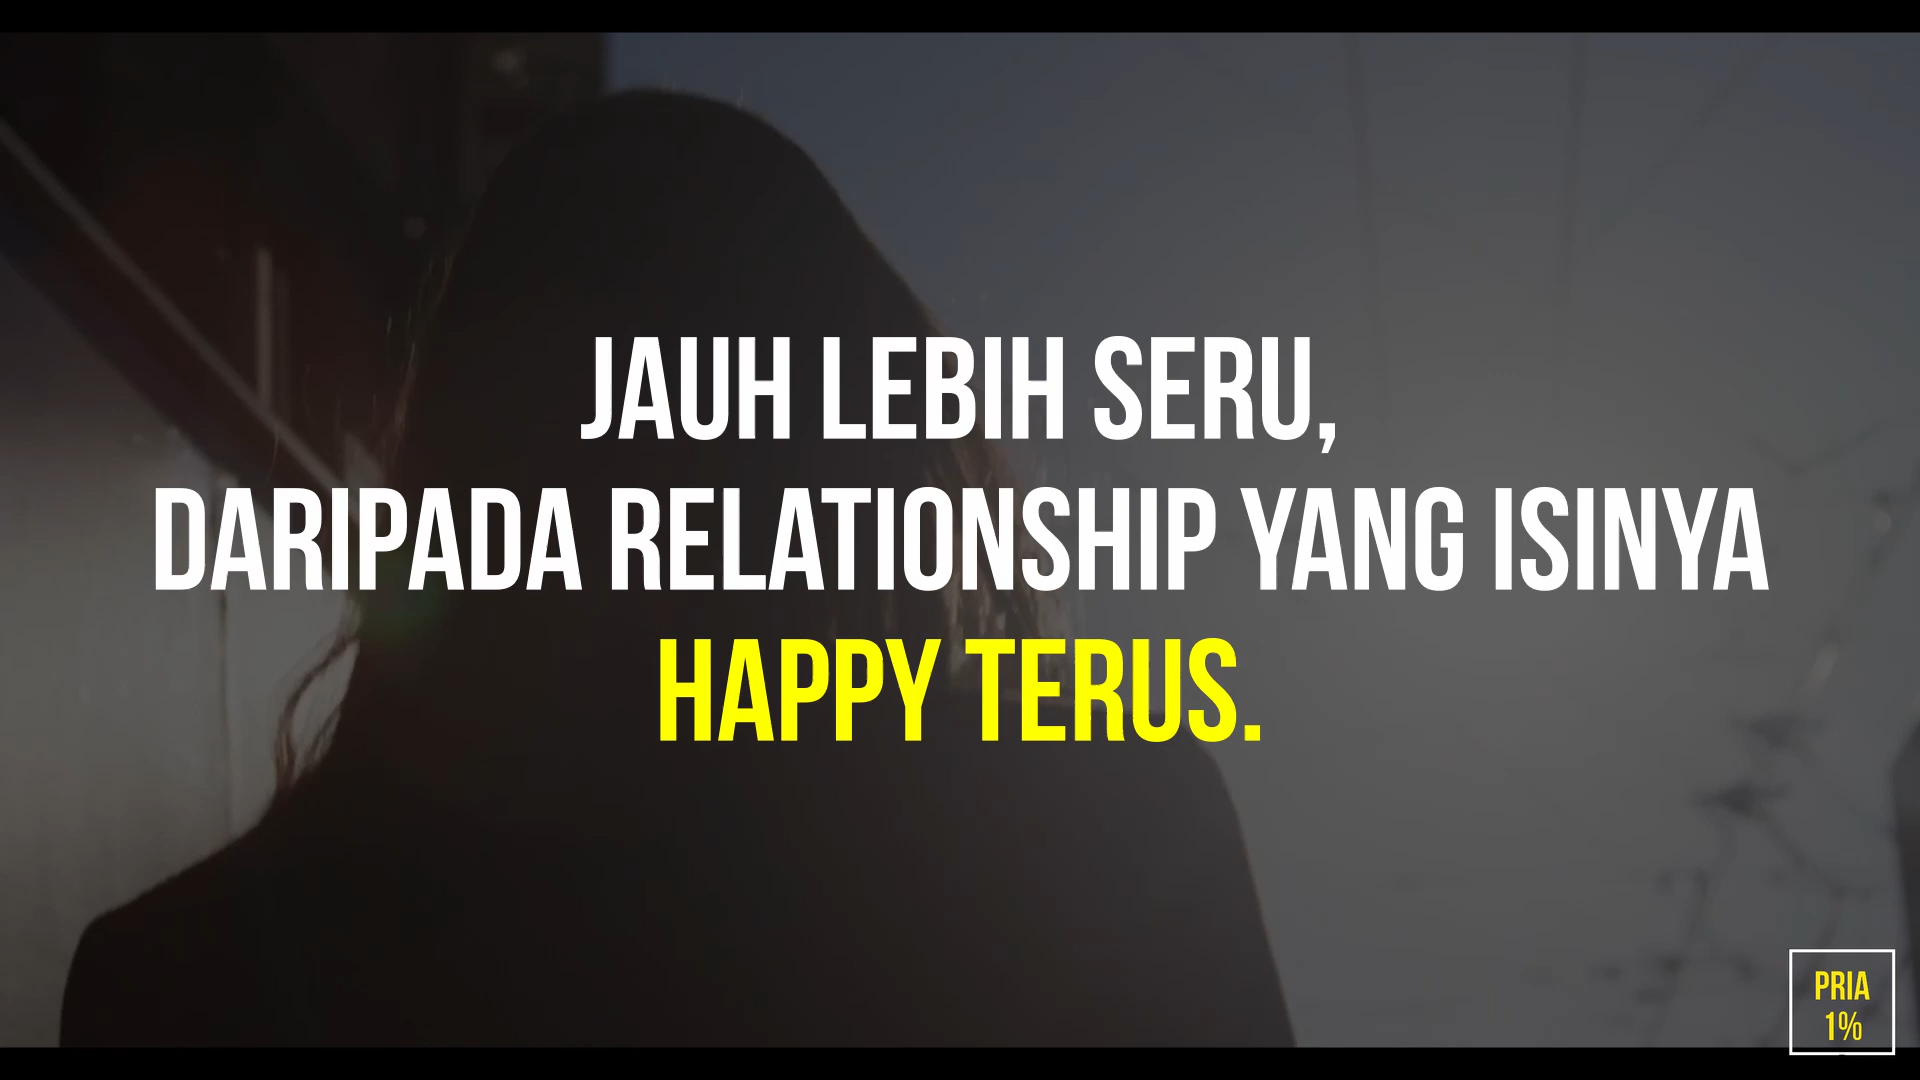 JAUH LEBIH SERU,
DARIPADA RELATIONSHIP YANG ISINYA
HAPPY TERUS.
PRIA
1%